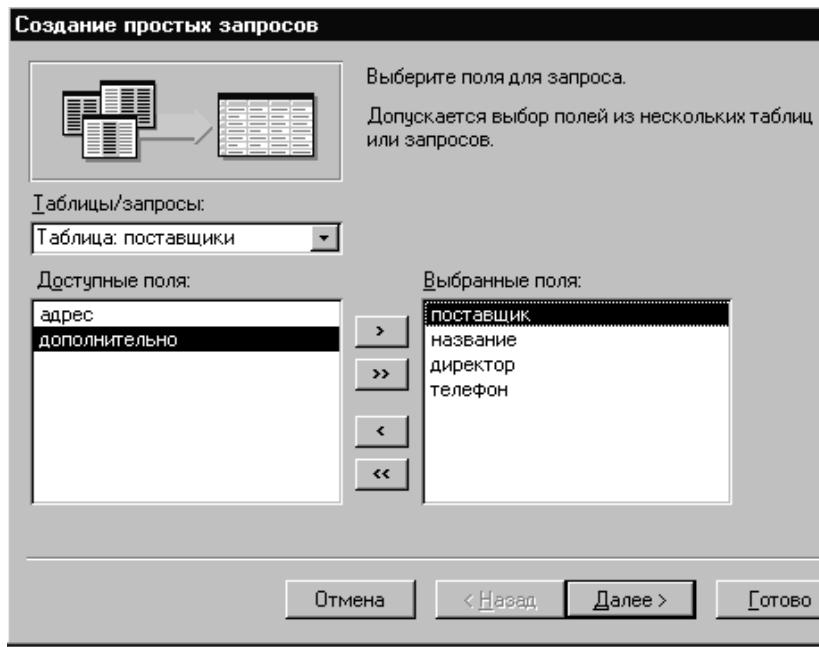 Создание простых запросов
Выберите поля для запроса.
Допускается выбор полей из нескольких таблиц
или запросов.
Таблицы/запросы:
Таблица: поставщики
Доступные поля:
адрес
дополнительно
>
>>
<
<<
Выбранные поля:
поставщик
название
директор
телефон
Отмена
< Назад
Далее >
Готово